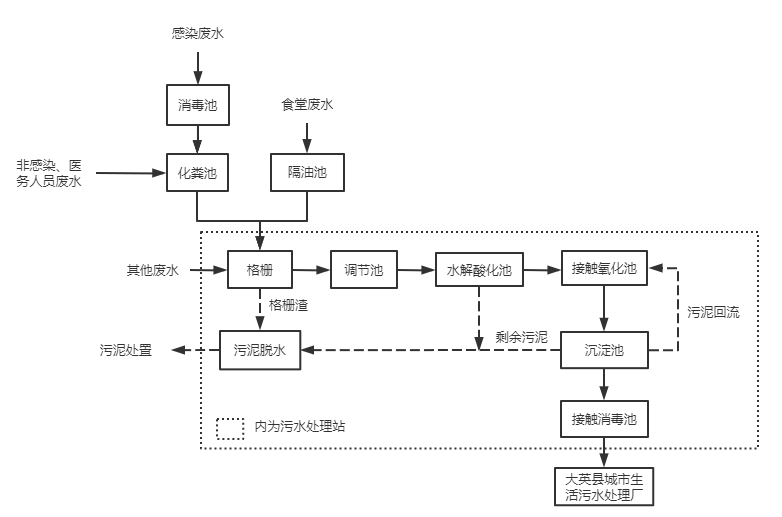 感染废水
消毒池
食堂废水
非感染、医
务人员废水
化粪池
隔油池
其他废水
格栅
调节池
水解酸化池
接触氧化池
格栅渣
污泥回流
污泥处置
污泥脱水
剩余污泥
沉淀池
接触消毒池
内为污水处理站
大英县城市生
活污水处理厂